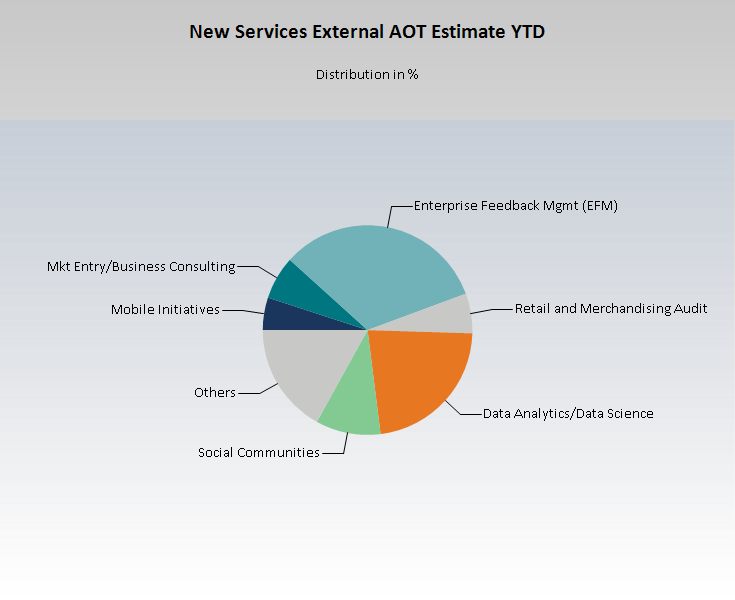 New Services External AOT Estimate YTD
Distribution in %
Enterprise Feedback Mgmt (EFM)
Mkt Entry/Business Consulting
Mobile Initiatives
Retail and Merchandising Audit
Others
Data Analytics/Data Science
Social Communities